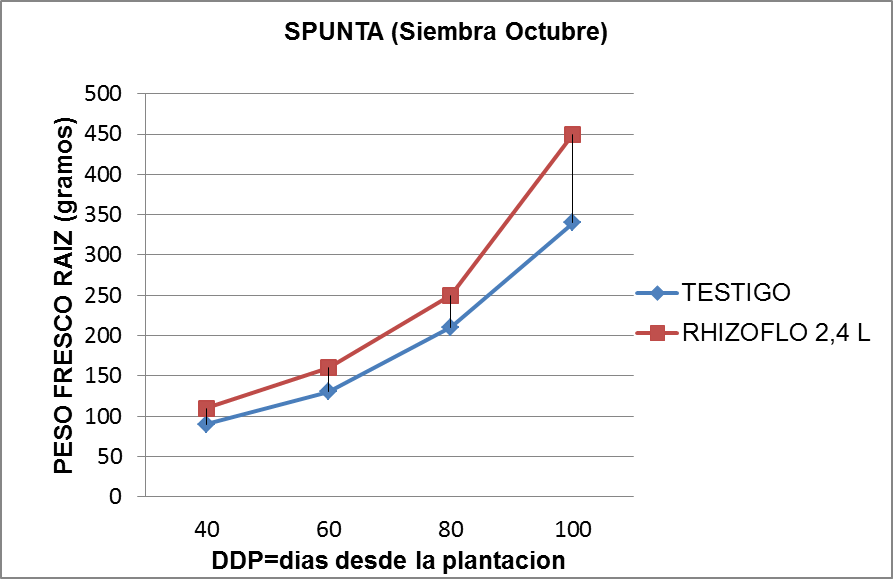 SPUNTA (Siembra Octubre)
PESO FRESCO RAIZ (gramos)
500
450
400
350
300
250
200
150
100
50
0
40 60 80 100
DDP=dias desde la plantacion
TESTIGO
RHIZOFLO 2,4 L